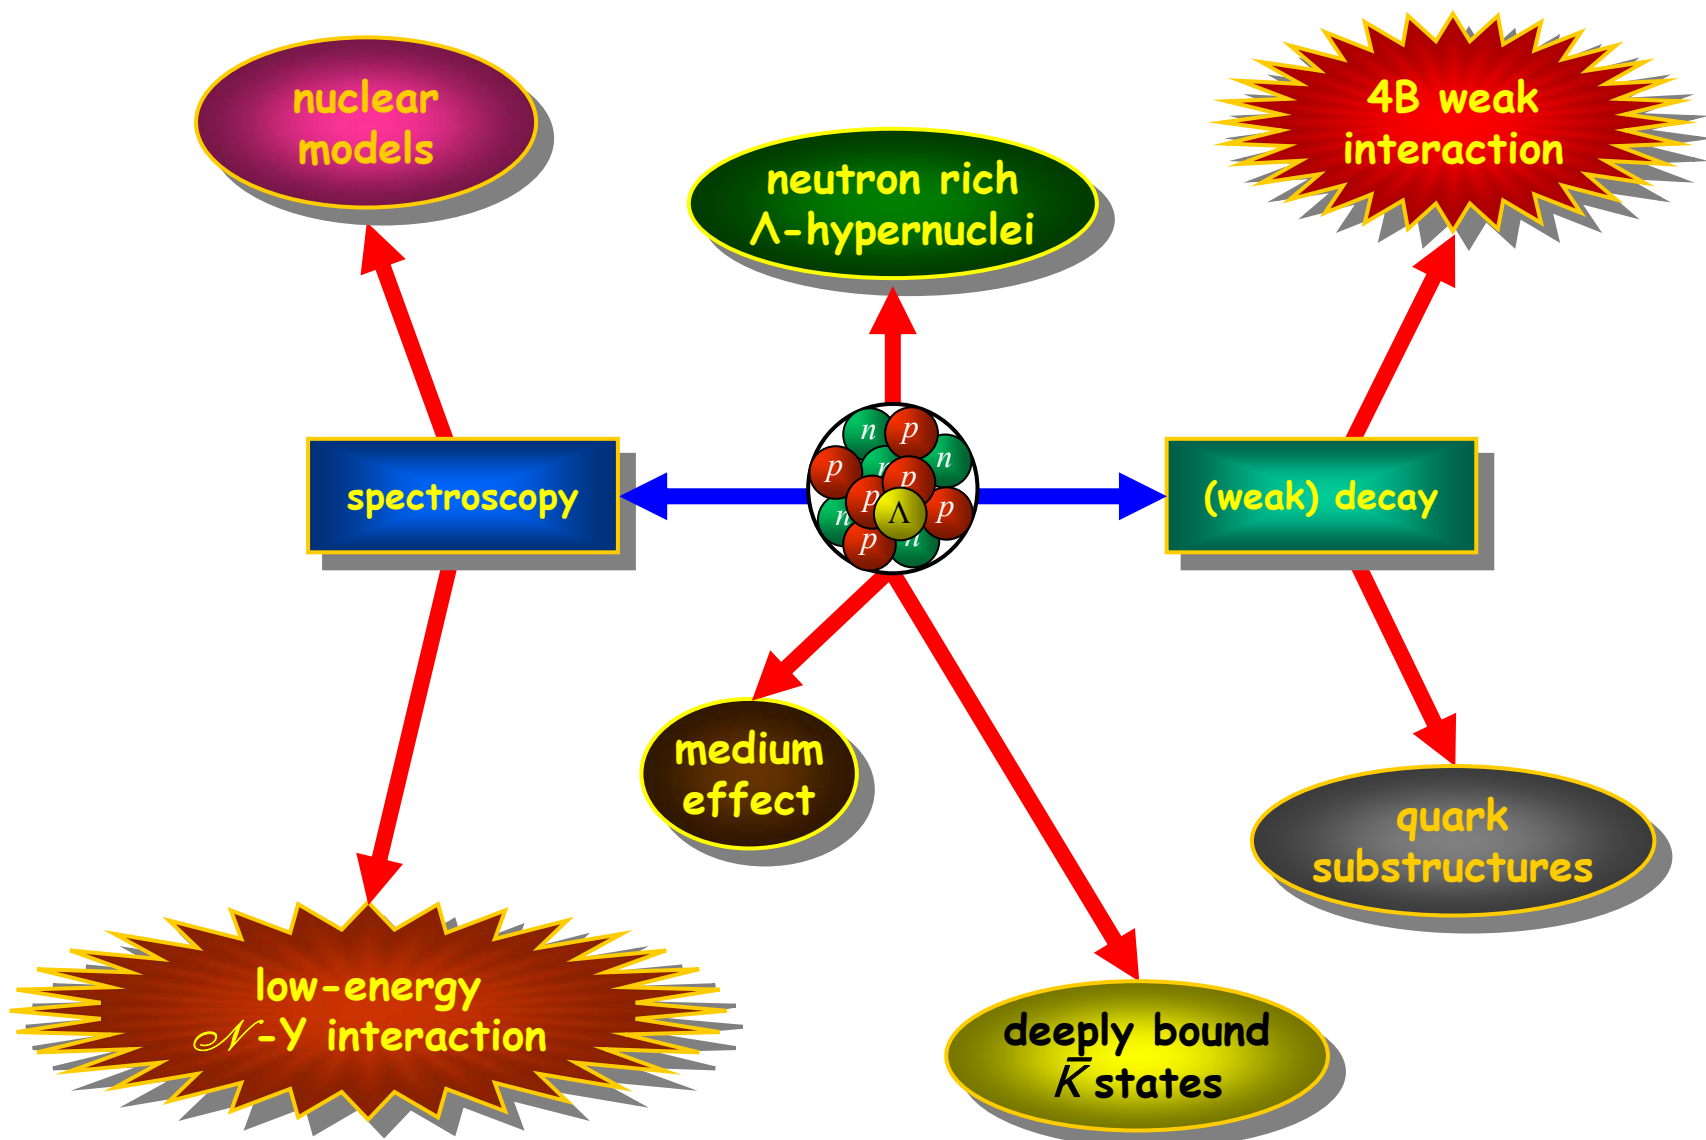 nuclear
models
4B weak
interaction
neutron rich
Λ-hypernuclei
n
p
p
n
n
p
p
Λ
p
n
p
n
spectroscopy
(weak) decay
medium
effect
quark
substructures
low-energy
𝒩-Y interaction
deeply bound
K̅ states